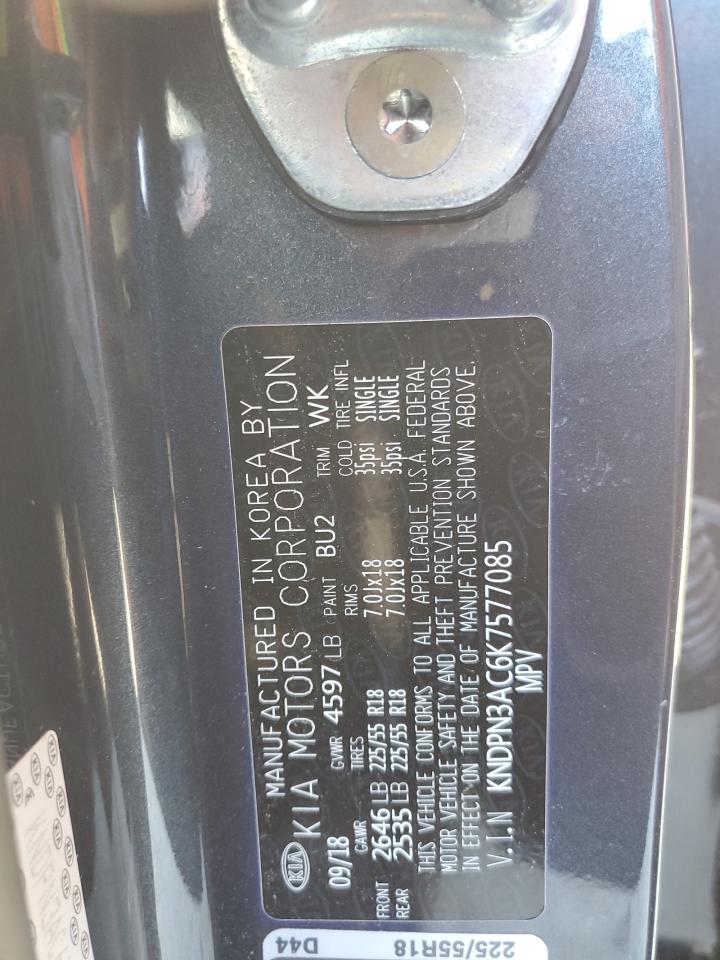 KIA
MANUFACTURED IN KOREA BY
KIA MOTORS CORPORATION
09/18 GVWR 4597 LB PAINT BU2 TRIM WK
GAWR TIRES RIMS COLD TIRE INFL
FRONT 2646 LB 225/55 R18 7.0Jx18 35psi SINGLE
REAR 2535 LB 225/55 R18 7.0Jx18 35psi SINGLE
THIS VEHICLE CONFORMS TO ALL APPLICABLE U.S.A. FEDERAL
MOTOR VEHICLE SAFETY AND THEFT PREVENTION STANDARDS
IN EFFECT ON THE DATE OF MANUFACTURE SHOWN ABOVE.
V.I.N KNDPN3AC6K7577085
MPV
D44
225/55R18